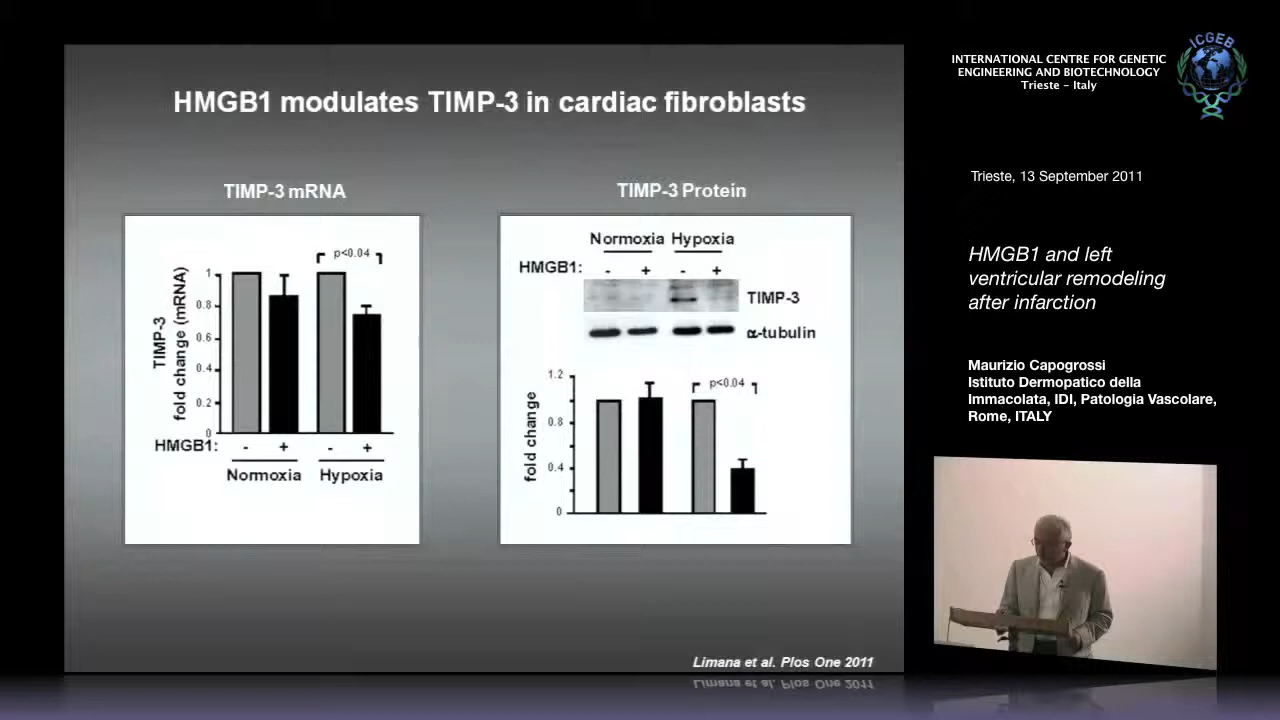 HMGB1 modulates TIMP-3 in cardiac fibroblasts
TIMP-3 mRNA
p<0.04
TIMP-3
fold change (mRNA)
1
0.8
0.6
0.4
0.2
0
HMGB1: - + - +
Normoxia Hypoxia
TIMP-3 Protein
Normoxia Hypoxia
HMGB1: - + - +
TIMP-3
α-tubulin
p<0.04
fold change
1.2
0.8
0.4
0
Limana et al. Plos One 2011
INTERNATIONAL CENTRE FOR GENETIC
ENGINEERING AND BIOTECHNOLOGY
Trieste - Italy
ICGEB
Trieste, 13 September 2011
HMGB1 and left
ventricular remodeling
after infarction
Maurizio Capogrossi
Istituto Dermopatico della
Immacolata, IDI, Patologia Vascolare,
Rome, ITALY